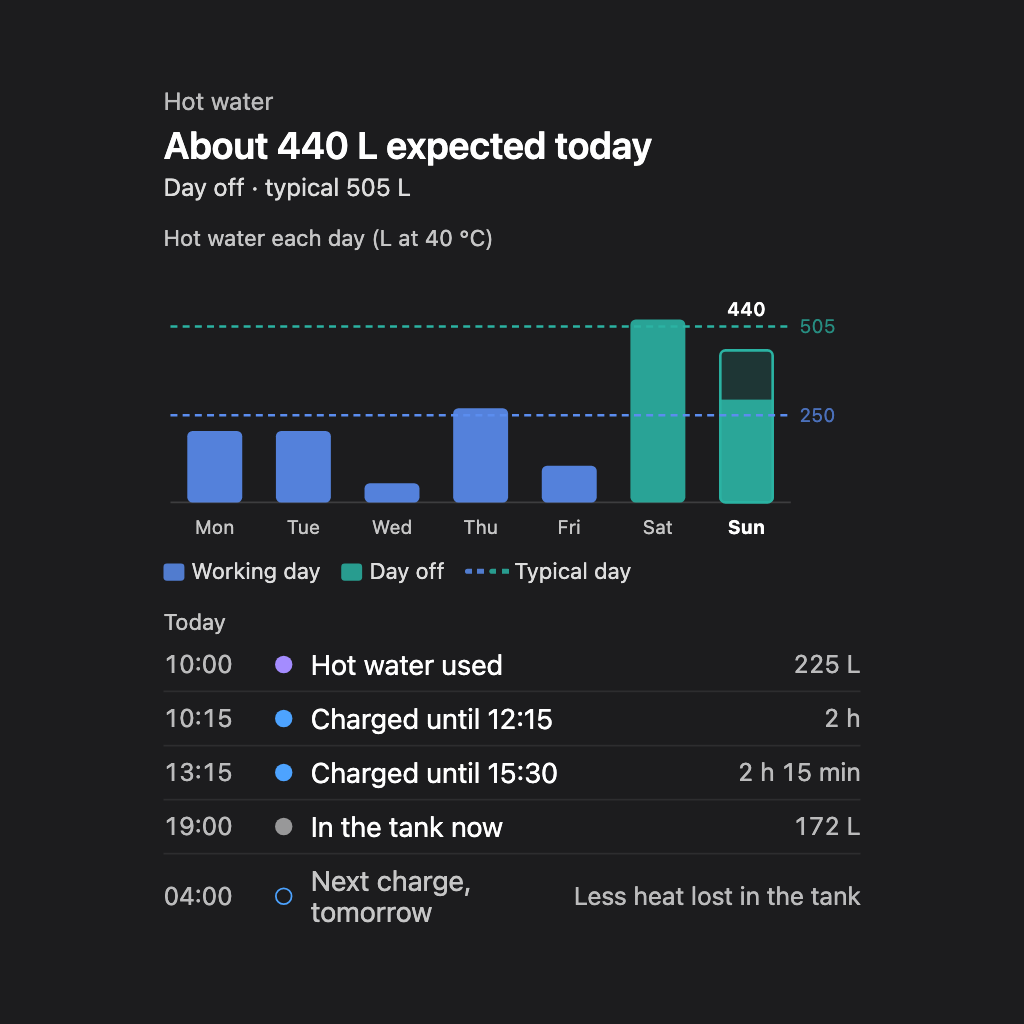 Hot water
About 440 L expected today
Day off · typical 505 L
Hot water each day (L at 40 °C)
440
505
250
Mon Tue Wed Thu Fri Sat Sun
Working day Day off Typical day
Today
10:00 Hot water used 225 L
10:15 Charged until 12:15 2 h
13:15 Charged until 15:30 2 h 15 min
19:00 In the tank now 172 L
04:00 Next charge, tomorrow Less heat lost in the tank